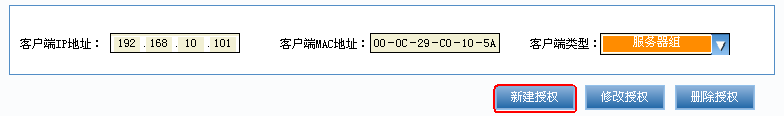 客户端IP地址： 192 . 168 . 10 . 101 客户端MAC地址： 00-0C-29-C0-10-5A 客户端类型： 服务器组
新建授权 修改授权 删除授权